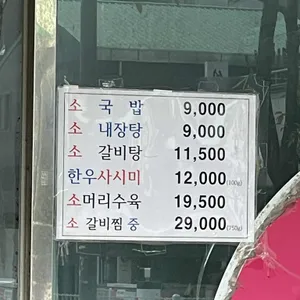 소 국 밥 9,000
소 내장탕 9,000
소 갈비탕 11,500
한우사시미 12,000(100g)
소머리수육 19,500
소 갈비찜 중 29,000(750g)